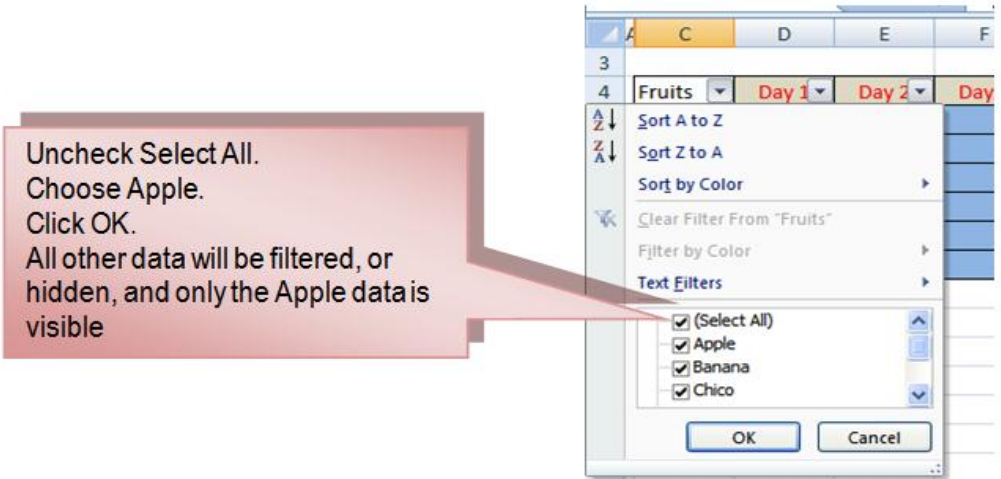 Uncheck Select All.
Choose Apple.
Click OK.
All other data will be filtered, or
hidden, and only the Apple data is
visible
C D E F
3
4 Fruits Day 1 Day 2 Day
Sort A to Z
Sort Z to A
Sort by Color
Clear Filter From "Fruits"
Filter by Color
Text Filters
(Select All)
Apple
Banana
Chico
OK Cancel